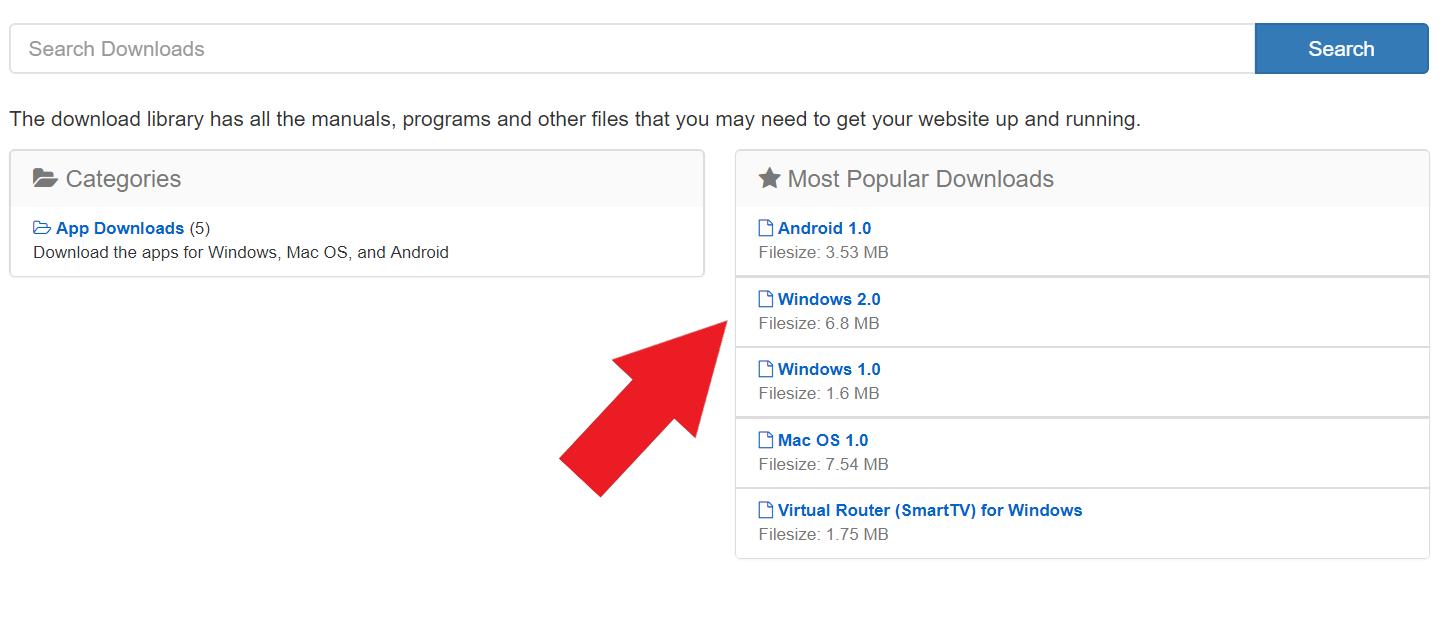 Search Downloads
Search
The download library has all the manuals, programs and other files that you may need to get your website up and running.
Categories
App Downloads (5)
Download the apps for Windows, Mac OS, and Android
Most Popular Downloads
Android 1.0
Filesize: 3.53 MB
Windows 2.0
Filesize: 6.8 MB
Windows 1.0
Filesize: 1.6 MB
Mac OS 1.0
Filesize: 7.54 MB
Virtual Router (SmartTV) for Windows
Filesize: 1.75 MB